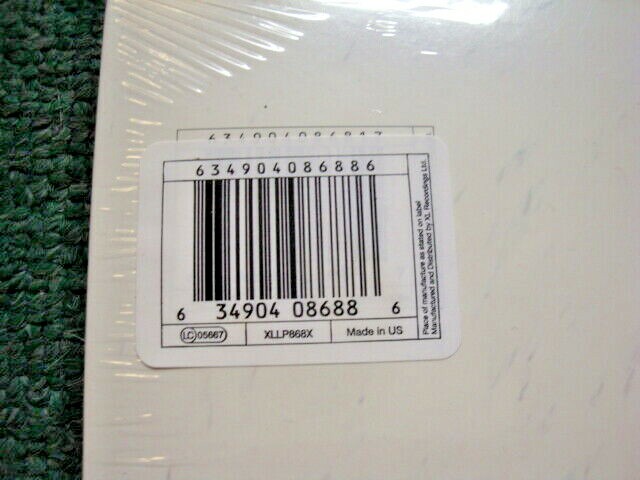 634904086817
634904086886
6 34904 08688 6
LC 05667
XLLP868X
Made in US
Place of manufacture as stated on label
Manufactured and Distributed by XL Recordings Ltd.